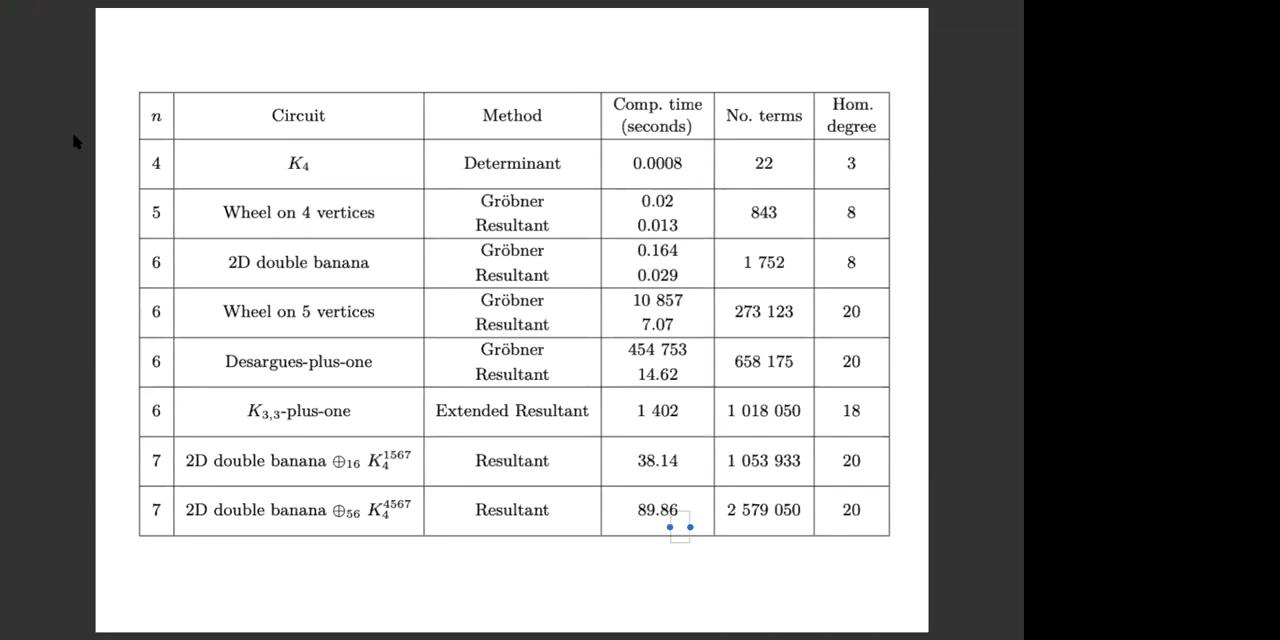 n Circuit Method Comp. time (seconds) No. terms Hom. degree
4 K₄ Determinant 0.0008 22 3
5 Wheel on 4 vertices Gröbner 0.02 843 8
Resultant 0.013
6 2D double banana Gröbner 0.164 1 752 8
Resultant 0.029
6 Wheel on 5 vertices Gröbner 10 857 273 123 20
Resultant 7.07
6 Desargues-plus-one Gröbner 454 753 658 175 20
Resultant 14.62
6 K₃,₃-plus-one Extended Resultant 1 402 1 018 050 18
7 2D double banana ⊕₁₆ K₄¹⁵⁶⁷ Resultant 38.14 1 053 933 20
7 2D double banana ⊕₅₆ K₄⁴⁵⁶⁷ Resultant 89.86 2 579 050 20